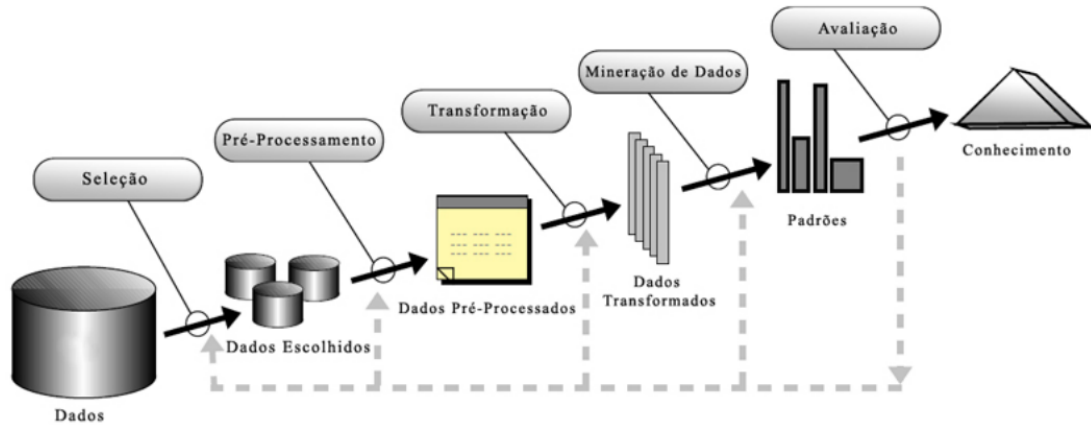 Avaliação
Mineração de Dados
Transformação
Pré-Processamento
Seleção
Conhecimento
Padrões
Dados
Transformados
Dados Pré-Processados
Dados Escolhidos
Dados